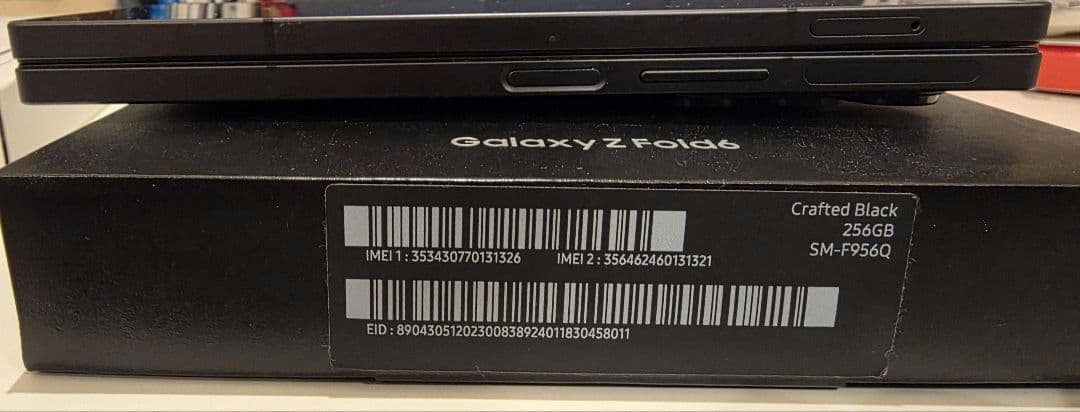 Galaxy Z Fold6
Crafted Black
256GB
SM-F956Q
IMEI 1 : 353430770131326 IMEI 2 : 356462460131321
EID : 89043051202300838924011830458011